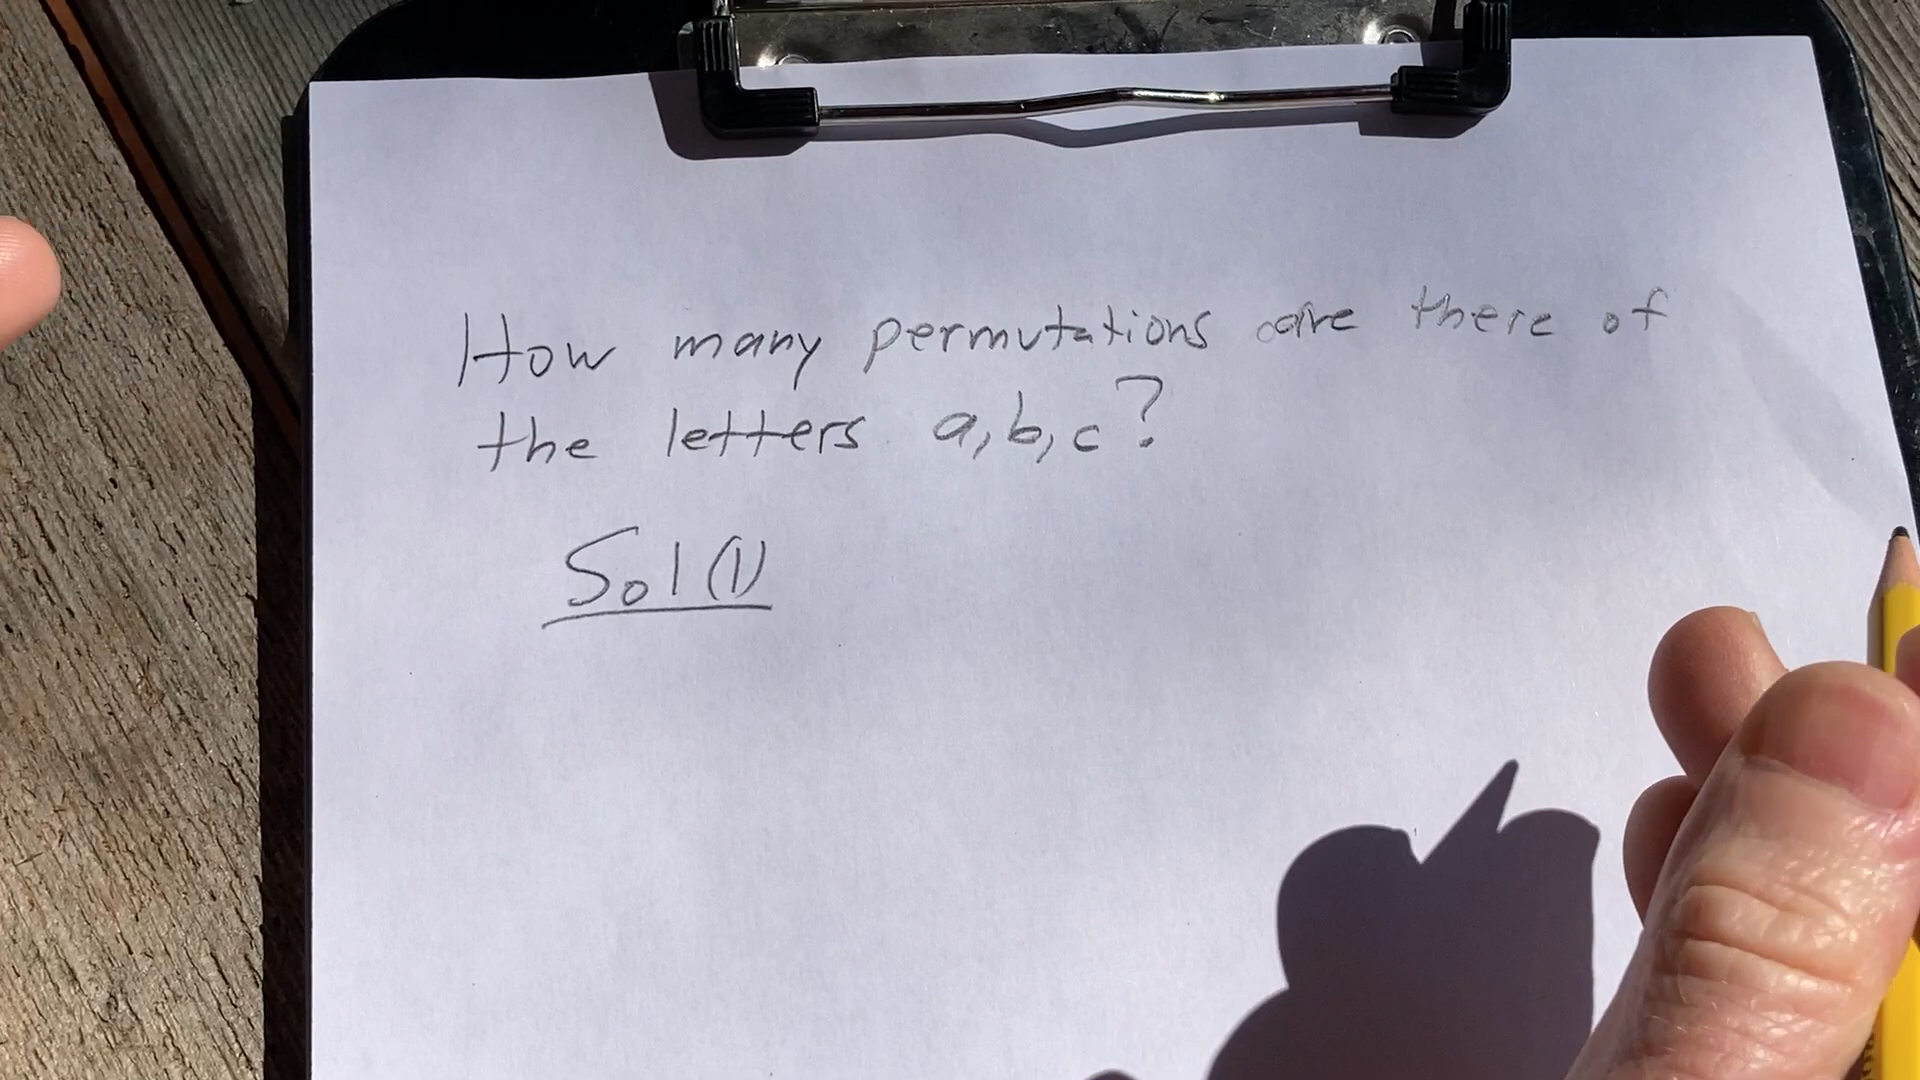 How many permutations are there of
the letters a, b, c?
Sol (1)